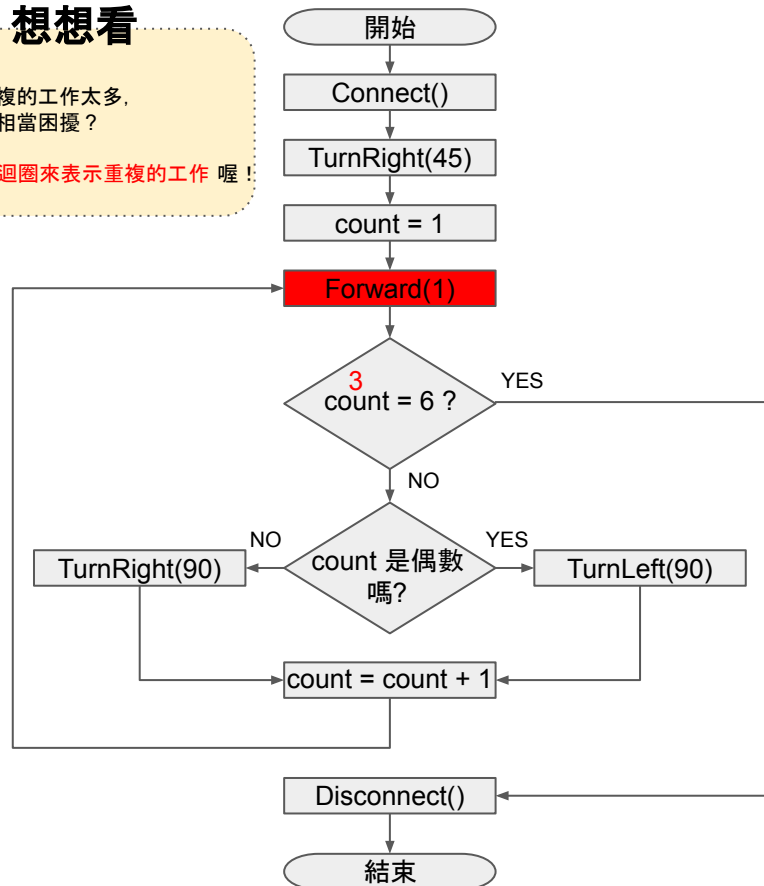 想想看
複的工作太多,
相當困擾？
迴圈來表示重複的工作 喔！
開始
Connect()
TurnRight(45)
count = 1
Forward(1)
3
count = 6 ?
YES
NO
count 是偶數
嗎?
NO
YES
TurnRight(90)
TurnLeft(90)
count = count + 1
Disconnect()
結束